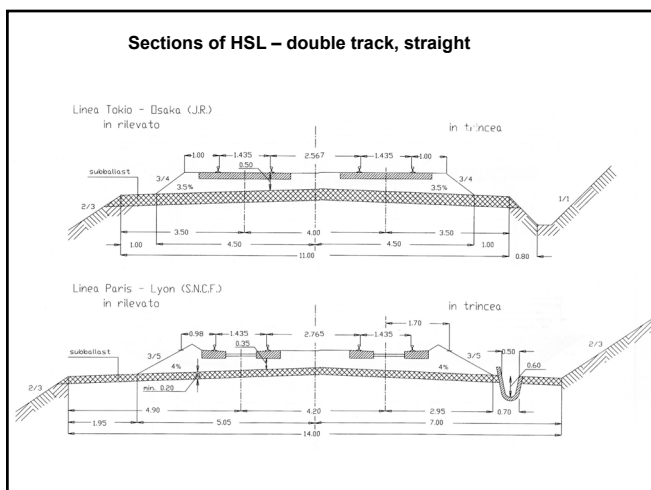 Sections of HSL – double track, straight
Linea Tokio - Osaka (J.R.)
in rilevato
in trincea
1.00 1.435 2.567 1.435 1.00
0.50
subballast
3/4 3.5% 3.5% 3/4
2/3 1/1
3.50 4.00 3.50
1.00 4.50 4.50 1.00
11.00 0.80
Linea Paris - Lyon (S.N.C.F.)
in rilevato
in trincea
1.70
0.98 1.435 2.765 1.435
0.35
subballast
3/5 4% 4% 3/5
0.50
2/3
0.60
2/3
min. 0.20
4.90 4.20 2.95 0.70
1.95 5.05 7.00
14.00